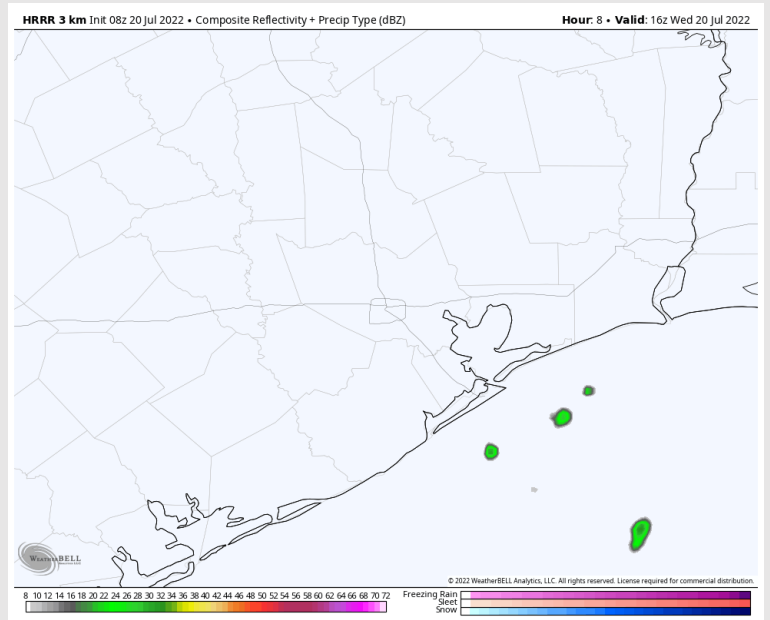 HRRR 3 km Init 08z 20 Jul 2022 • Composite Reflectivity + Precip Type (dBZ)
Hour: 8 • Valid: 16z Wed 20 Jul 2022
WEATHERBELL
© 2022 WeatherBELL Analytics, LLC. All rights reserved. License required for commercial distribution.
8 10 12 14 16 18 20 22 24 26 28 30 32 34 36 38 40 42 44 46 48 50 52 54 56 58 60 62 64 66 68 70 72
Freezing Rain
Sleet
Snow